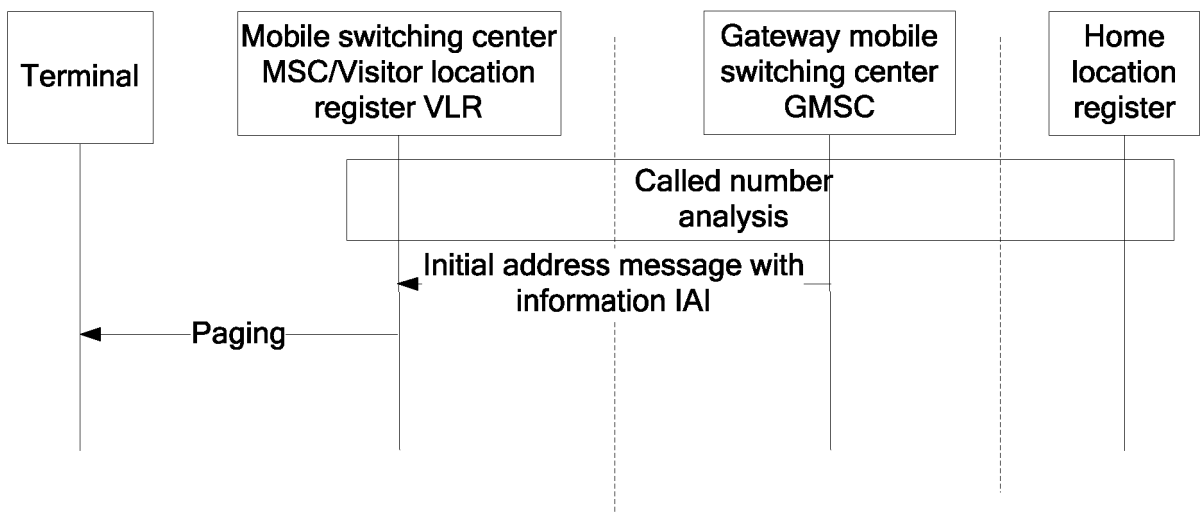 Terminal
Mobile switching center
MSC/Visitor location
register VLR
Gateway mobile
switching center
GMSC
Home
location
register
Called number
analysis
Initial address message with
information IAI
Paging